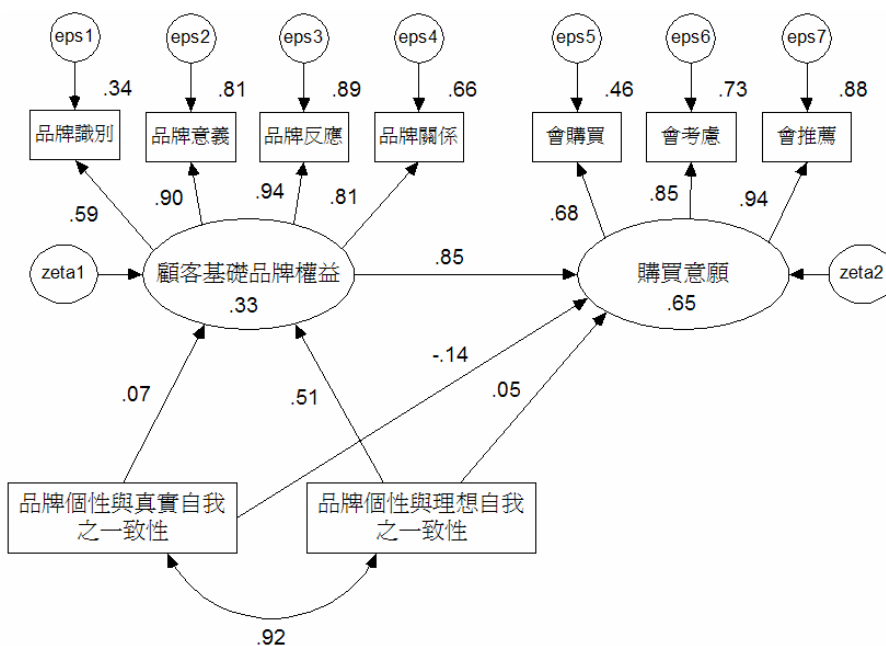 eps1
eps2
eps3
eps4
eps5
eps6
eps7
.34
.81
.89
.66
.46
.73
.88
品牌識別
品牌意義
品牌反應
品牌關係
會購買
會考慮
會推薦
.59
.90
.94
.81
.68
.85
.94
zeta1
顧客基礎品牌權益
.33
.85
購買意願
.65
zeta2
.07
.51
-.14
.05
品牌個性與真實自我
之一致性
品牌個性與理想自我
之一致性
.92